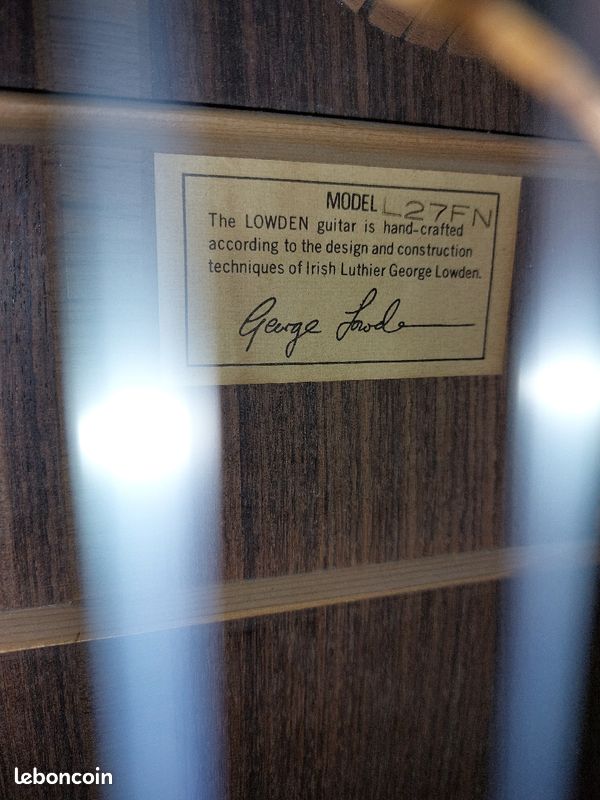 MODEL L27FN
The LOWDEN guitar is hand-crafted
according to the design and construction
techniques of Irish Luthier George Lowden.
George Lowden
leboncoin